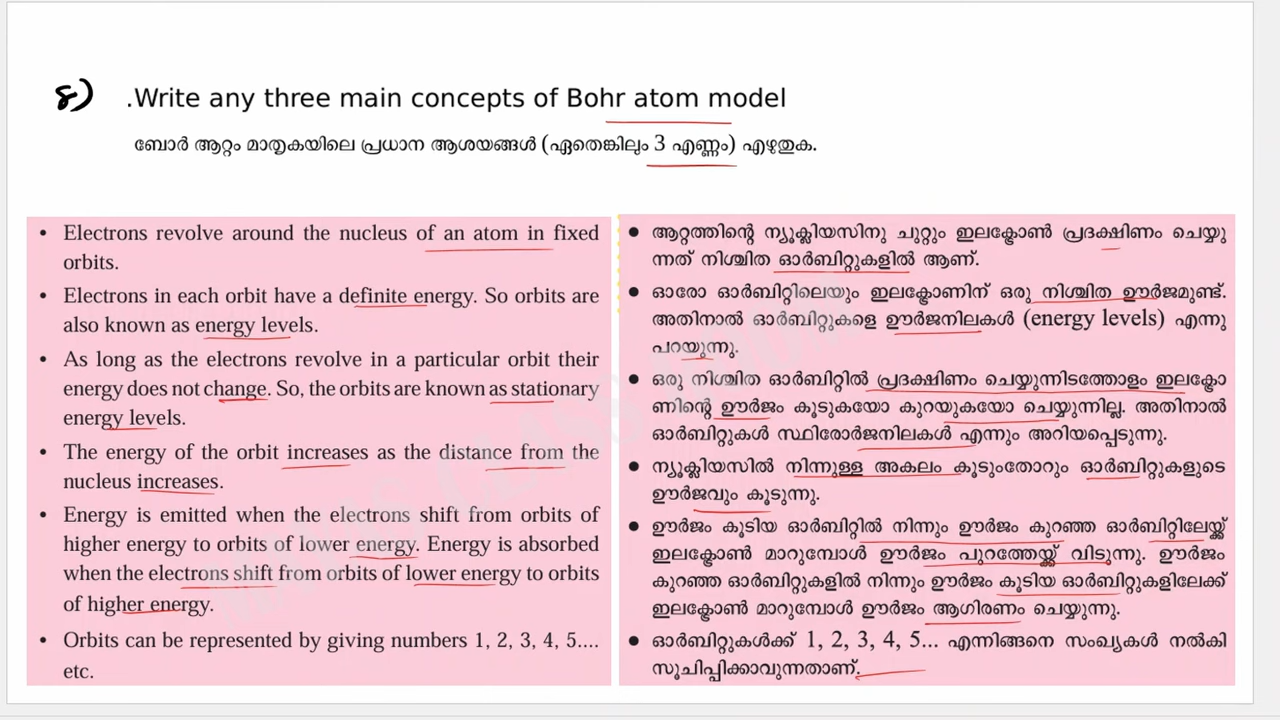 8) .Write any three main concepts of Bohr atom model
ബോർ ആറ്റം മാതൃകയിലെ പ്രധാന ആശയങ്ങൾ (ഏതെങ്കിലും 3 എണ്ണം) എഴുതുക.
• Electrons revolve around the nucleus of an atom in fixed
orbits.
• Electrons in each orbit have a definite energy. So orbits are
also known as energy levels.
• As long as the electrons revolve in a particular orbit their
energy does not change. So, the orbits are known as stationary
energy levels.
• The energy of the orbit increases as the distance from the
nucleus increases.
• Energy is emitted when the electrons shift from orbits of
higher energy to orbits of lower energy. Energy is absorbed
when the electrons shift from orbits of lower energy to orbits
of higher energy.
• Orbits can be represented by giving numbers 1, 2, 3, 4, 5....
etc.
● ആറ്റത്തിന്റെ ന്യൂക്ലിയസിനു ചുറ്റും ഇലക്ട്രോൺ പ്രദക്ഷിണം ചെയ്യു
ന്നത് നിശ്ചിത ഓർബിറ്റുകളിൽ ആണ്.
● ഓരോ ഓർബിറ്റിലെയും ഇലക്ട്രോണിന് ഒരു നിശ്ചിത ഊർജമുണ്ട്.
അതിനാൽ ഓർബിറ്റുകളെ ഊർജനിലകൾ (energy levels) എന്നു
പറയുന്നു.
● ഒരു നിശ്ചിത ഓർബിറ്റിൽ പ്രദക്ഷിണം ചെയ്യുന്നിടത്തോളം ഇലക്ട്രോ
ണിന്റെ ഊർജം കൂടുകയോ കുറയുകയോ ചെയ്യുന്നില്ല. അതിനാൽ
ഓർബിറ്റുകൾ സ്ഥിരോർജനിലകൾ എന്നും അറിയപ്പെടുന്നു.
● ന്യൂക്ലിയസിൽ നിന്നുള്ള അകലം കൂടുംതോറും ഓർബിറ്റുകളുടെ
ഊർജവും കൂടുന്നു.
● ഊർജം കൂടിയ ഓർബിറ്റിൽ നിന്നും ഊർജം കുറഞ്ഞ ഓർബിറ്റിലേയ്ക്ക്
ഇലക്ട്രോൺ മാറുമ്പോൾ ഊർജം പുറത്തേയ്ക്ക് വിടുന്നു. ഊർജം
കുറഞ്ഞ ഓർബിറ്റുകളിൽ നിന്നും ഊർജം കൂടിയ ഓർബിറ്റുകളിലേക്ക്
ഇലക്ട്രോൺ മാറുമ്പോൾ ഊർജം ആഗിരണം ചെയ്യുന്നു.
● ഓർബിറ്റുകൾക്ക് 1, 2, 3, 4, 5... എന്നിങ്ങനെ സംഖ്യകൾ നൽകി
സൂചിപ്പിക്കാവുന്നതാണ്.